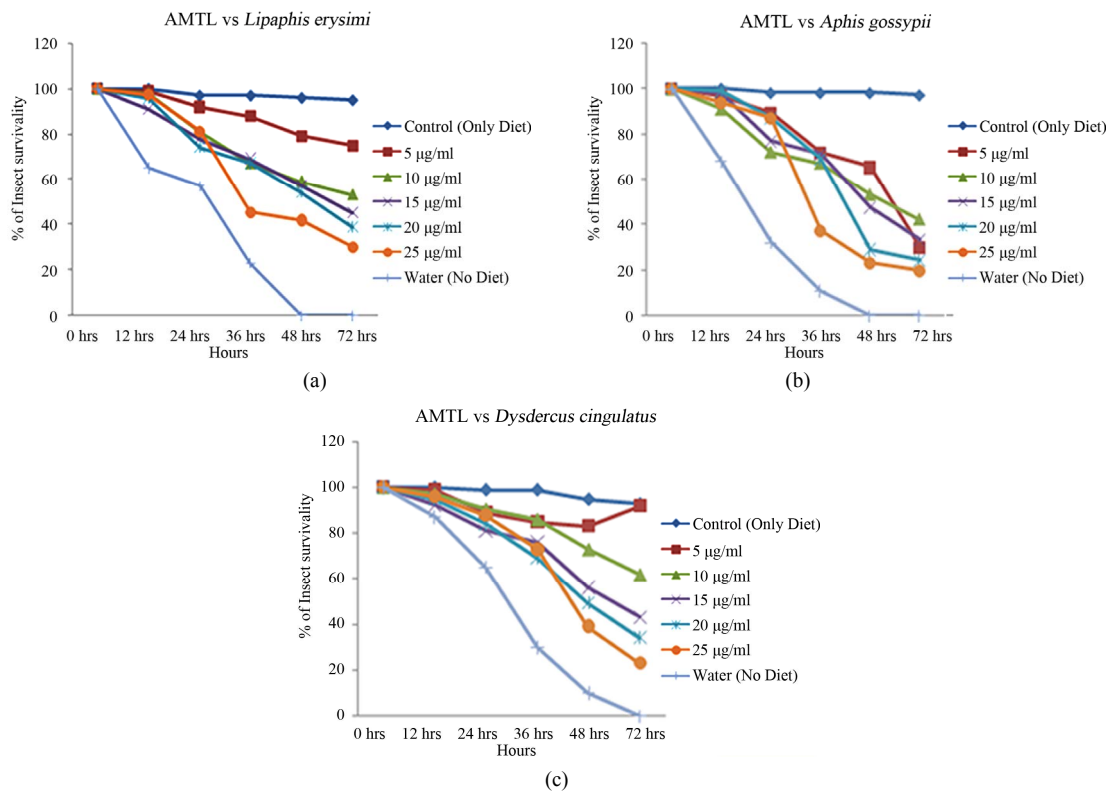 AMTL vs Lipaphis erysimi
120
100
80
60
40
20
0
% of Insect survivality
0 hrs 12 hrs 24 hrs 36 hrs 48 hrs 72 hrs
Hours
Control (Only Diet)
5 µg/ml
10 µg/ml
15 µg/ml
20 µg/ml
25 µg/ml
Water (No Diet)
(a)
AMTL vs Aphis gossypii
120
100
80
60
40
20
0
% of Insect survivality
0 hrs 12 hrs 24 hrs 36 hrs 48 hrs 72 hrs
Hours
Control (Only Diet)
5 µg/ml
10 µg/ml
15 µg/ml
20 µg/ml
25 µg/ml
Water (No Diet)
(b)
AMTL vs Dysdercus cingulatus
120
100
80
60
40
20
0
% of Insect survivality
0 hrs 12 hrs 24 hrs 36 hrs 48 hrs 72 hrs
Hours
Control (Only Diet)
5 µg/ml
10 µg/ml
15 µg/ml
20 µg/ml
25 µg/ml
Water (No Diet)
(c)